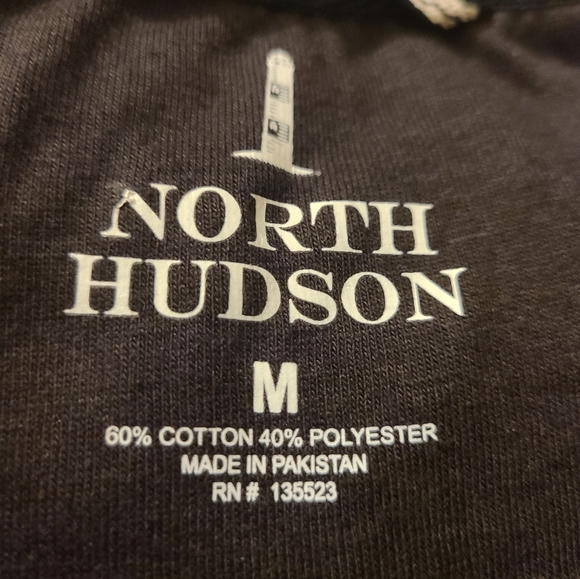 NORTH
HUDSON
M
60% COTTON 40% POLYESTER
MADE IN PAKISTAN
RN# 135523